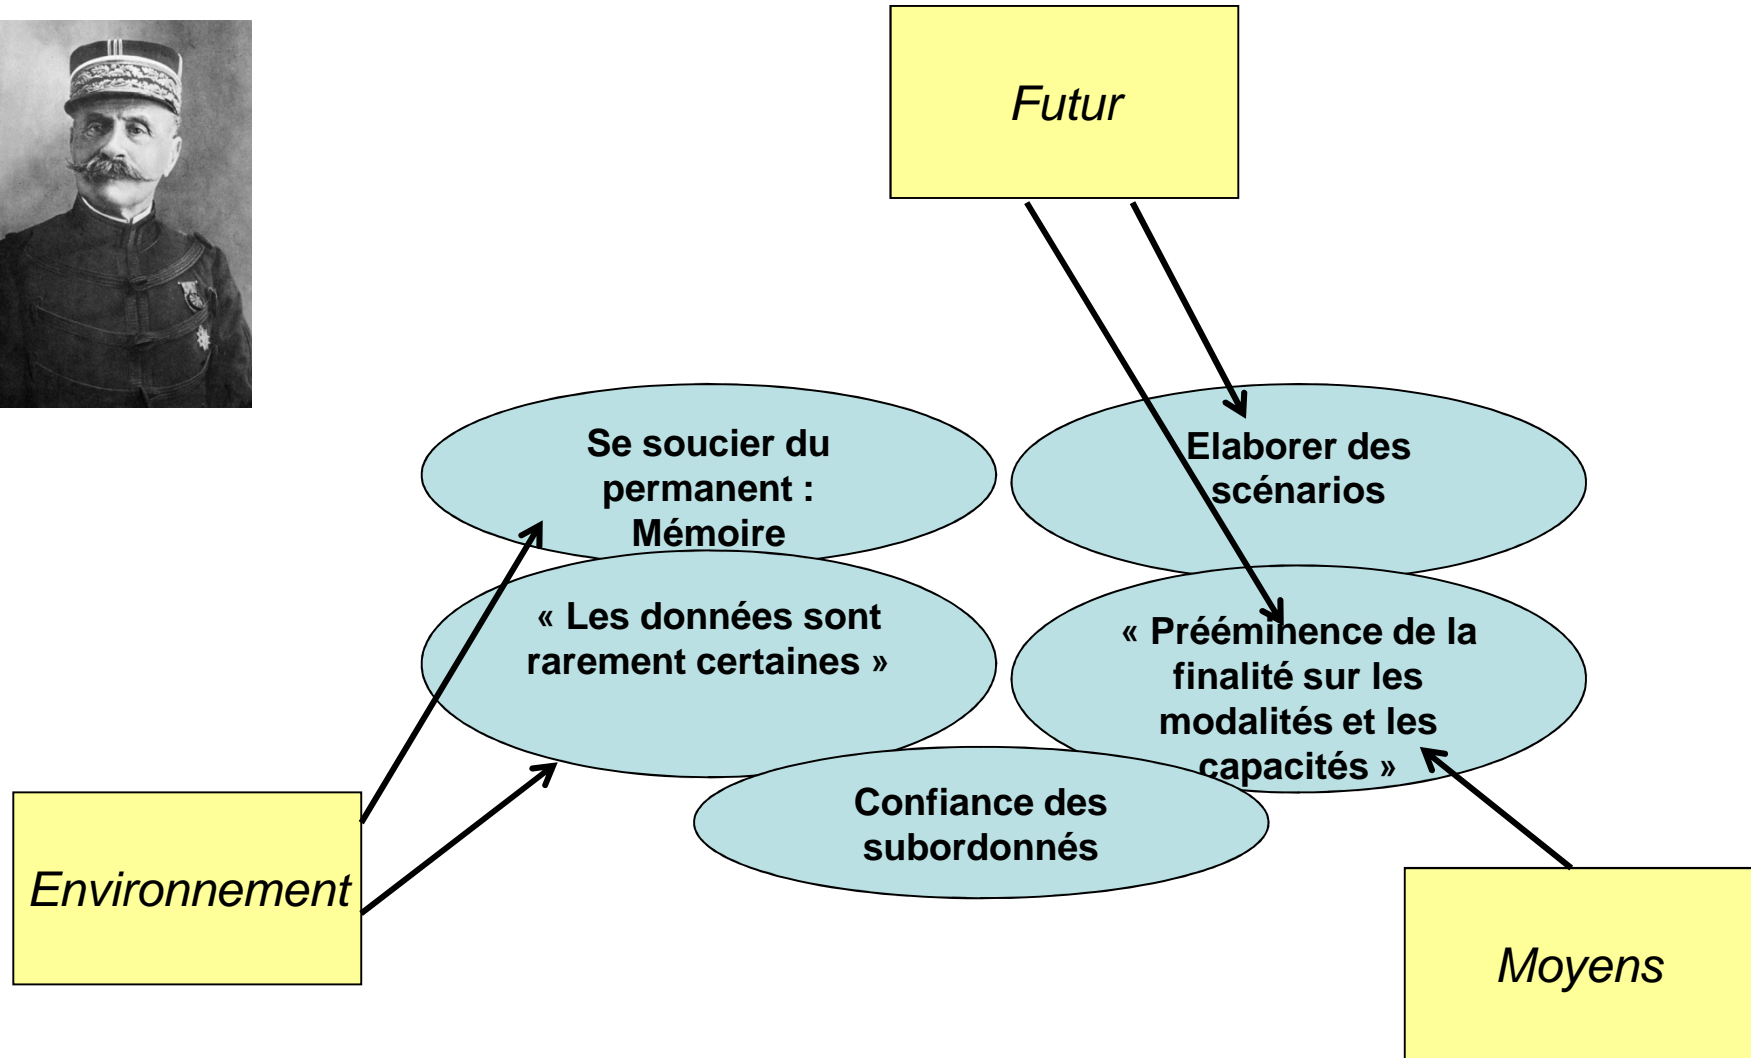 Futur
Se soucier du
permanent :
Mémoire
Elaborer des
scénarios
« Les données sont
rarement certaines »
« Prééminence de la
finalité sur les
modalités et les
capacités »
Confiance des
subordonnés
Environnement
Moyens